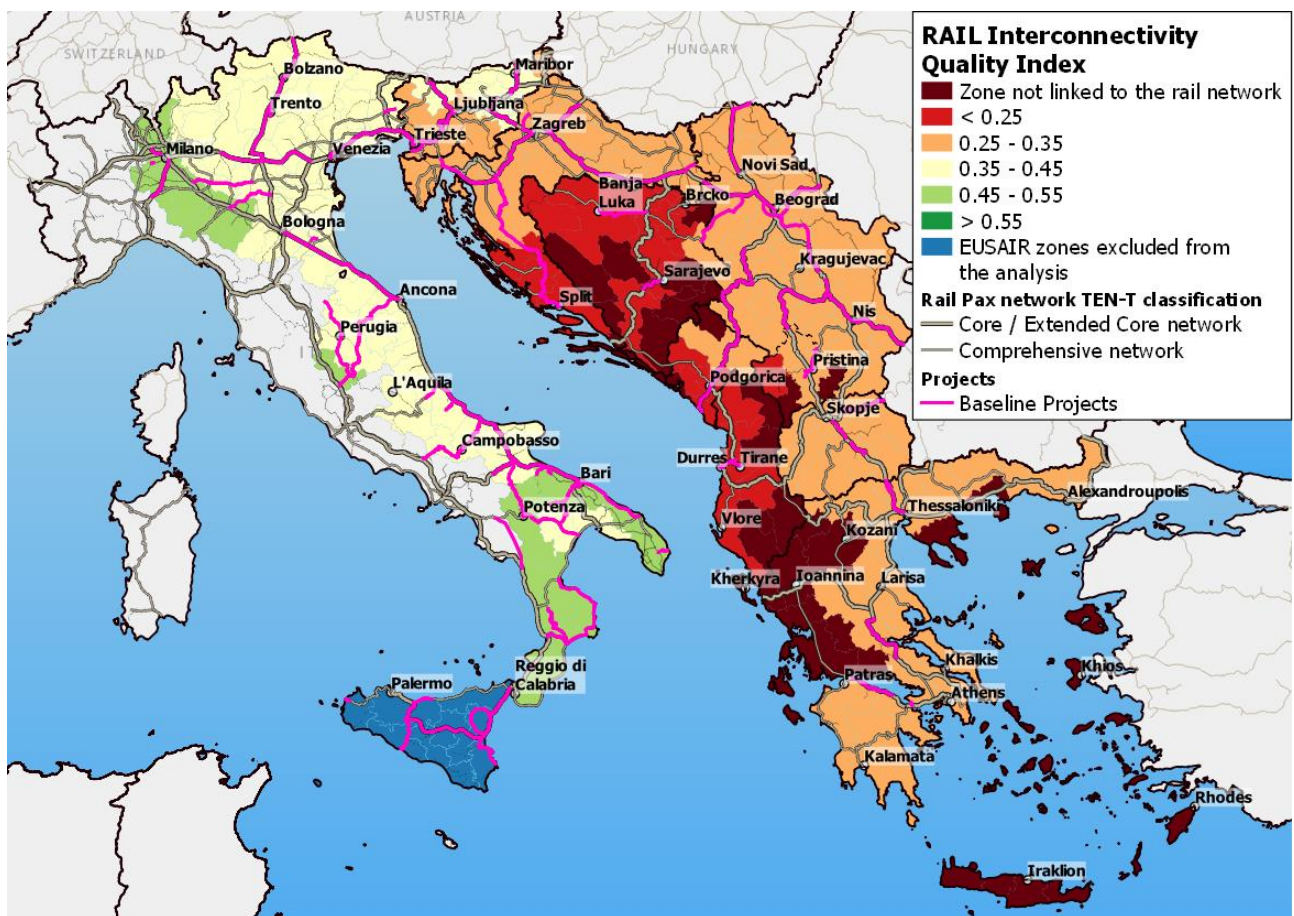 AUSTRIA
SWITZERLAND
HUNGARY
RAIL Interconnectivity
Quality Index
Zone not linked to the rail network
< 0.25
0.25 - 0.35
0.35 - 0.45
0.45 - 0.55
> 0.55
EUSAIR zones excluded from
the analysis
Rail Pax network TEN-T classification
Core / Extended Core network
Comprehensive network
Projects
Baseline Projects
Maribor
Bolzano
Trento
Ljubljana
Zagreb
Trieste
Milano
Venezia
Novi Sad
Banja
Luka
Brcko
Beograd
Bologna
Kragujevac
Sarajevo
Ancona
Split
Nis
Perugia
IT
Pristina
Podgórica
L'Aquila
Skopje
Campobasso
Durres
Tirane
Bari
Alexandroupolis
Thessaloniki
Potenza
Vlore
Kozani
Kherkyra
Ioannina
Larisa
Reggio di
Calabria
Khalkis
Khios
Palermo
Patras
Athens
Kalamata
Rhodes
Iraklion